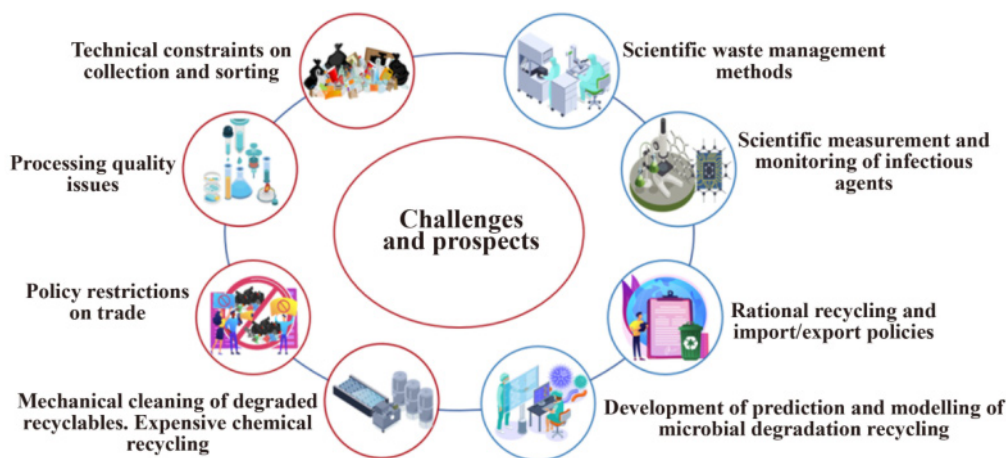 Technical constraints on
collection and sorting
Scientific waste management
methods
Processing quality
issues
Scientific measurement and
monitoring of infectious
agents
Challenges
and prospects
Policy restrictions
on trade
Rational recycling and
import/export policies
Mechanical cleaning of degraded
recyclables. Expensive chemical
recycling
Development of prediction and modelling of
microbial degradation recycling